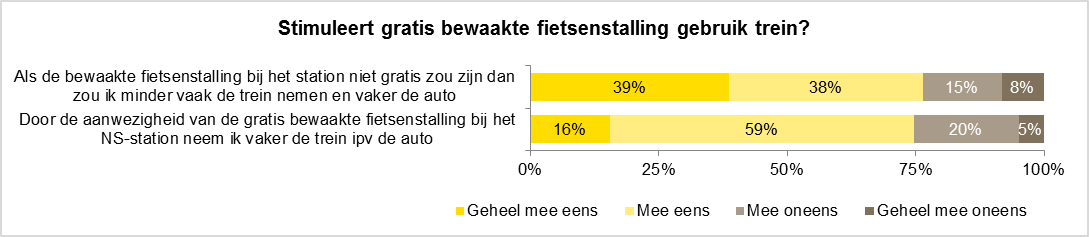 Stimuleert gratis bewaakte fietsenstalling gebruik trein?
Als de bewaakte fietsenstalling bij het station niet gratis zou zijn dan
zou ik minder vaak de trein nemen en vaker de auto
39% 38% 15% 8%
Door de aanwezigheid van de gratis bewaakte fietsenstalling bij het
NS-station neem ik vaker de trein ipv de auto
16% 59% 20% 5%
0% 25% 50% 75% 100%
Geheel mee eens Mee eens Mee oneens Geheel mee oneens